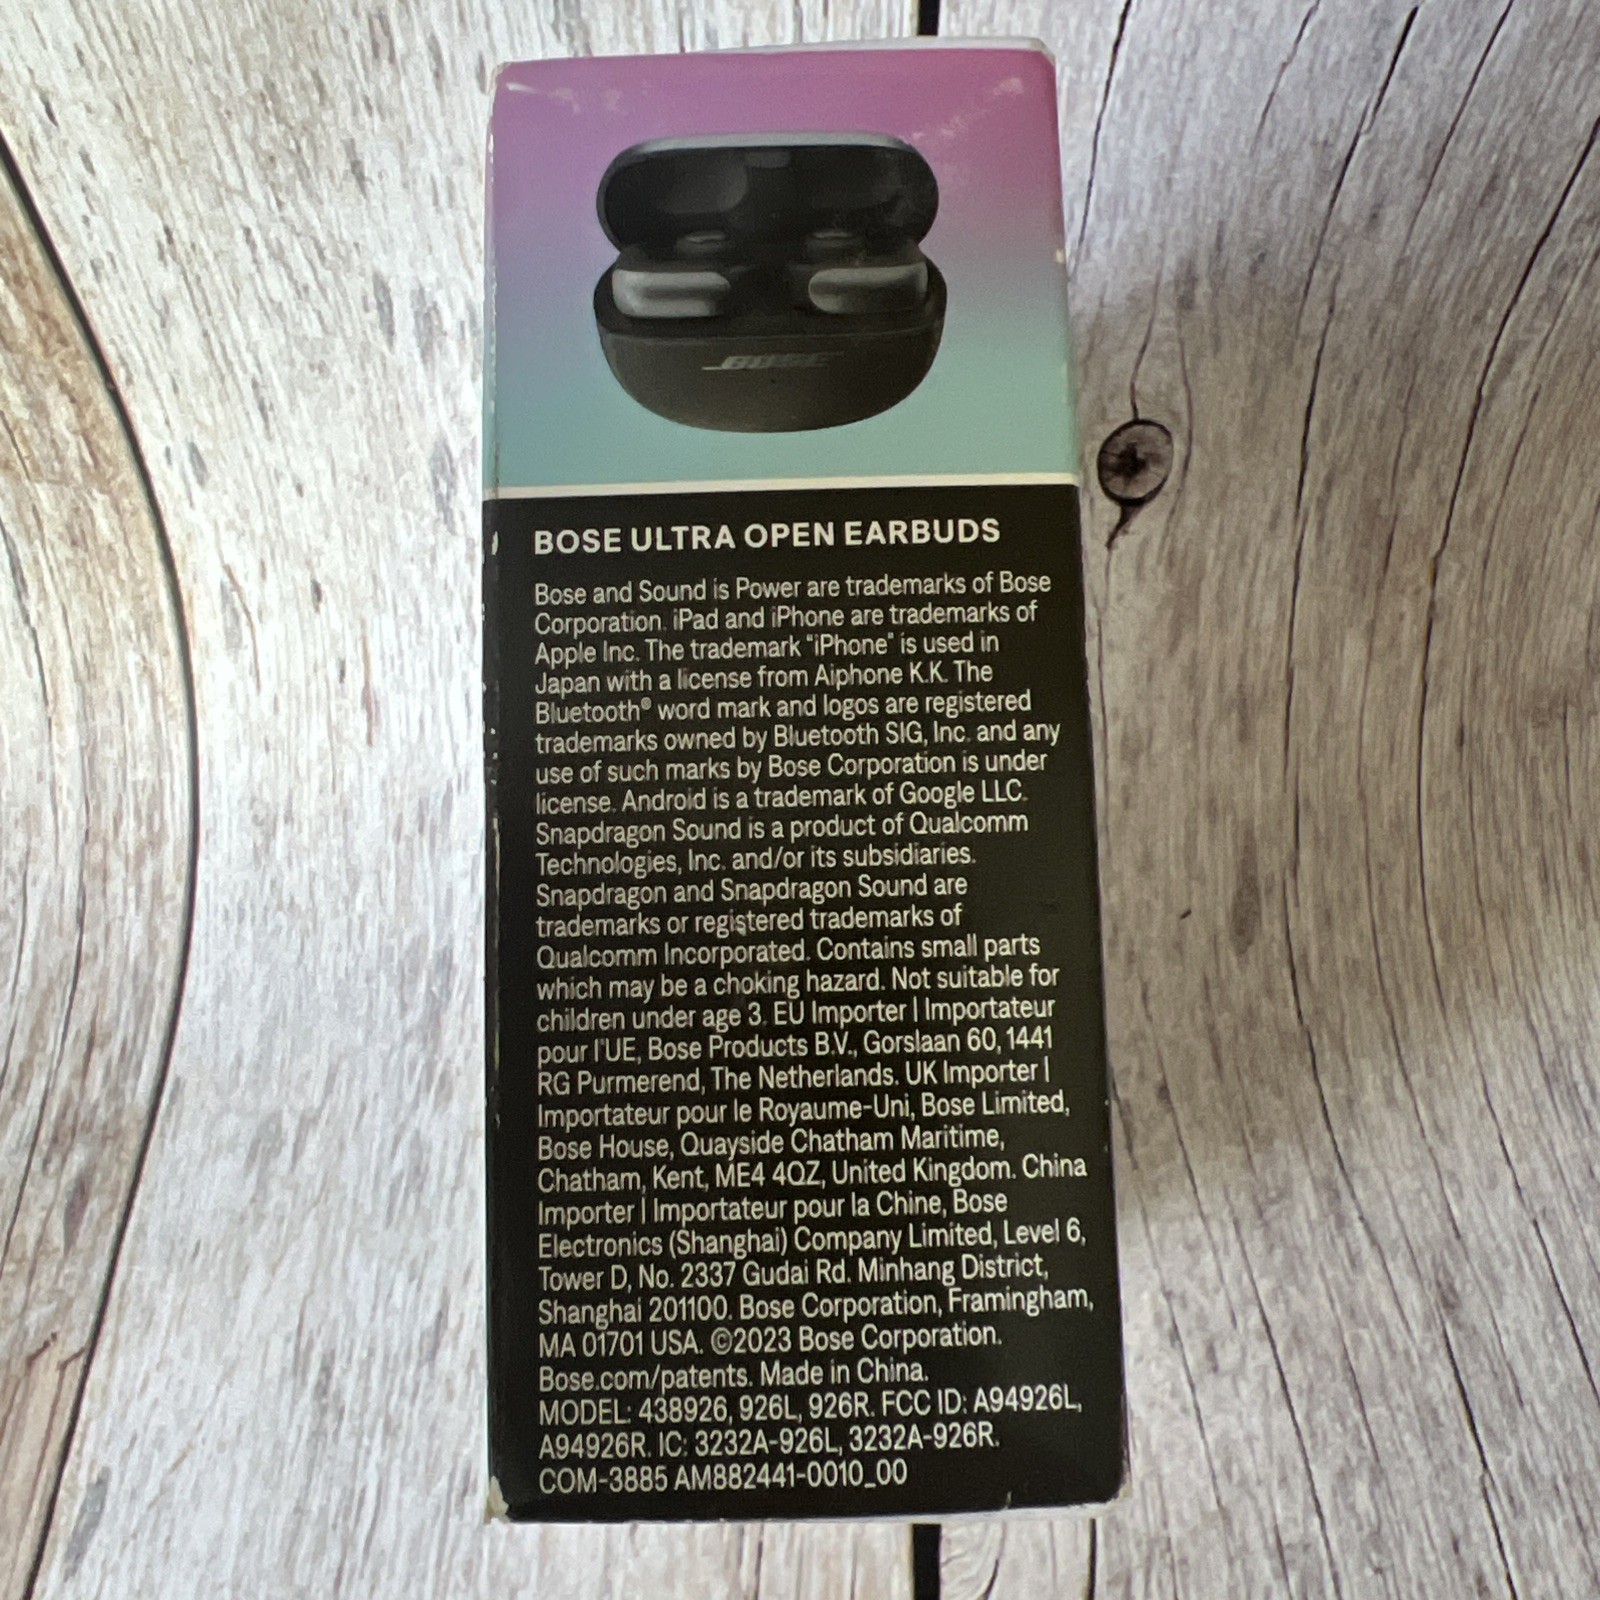 BOSE
BOSE ULTRA OPEN EARBUDS
Bose and Sound is Power are trademarks of Bose
Corporation. iPad and iPhone are trademarks of
Apple Inc. The trademark "iPhone" is used in
Japan with a license from Aiphone K.K. The
Bluetooth® word mark and logos are registered
trademarks owned by Bluetooth SIG, Inc. and any
use of such marks by Bose Corporation is under
license. Android is a trademark of Google LLC.
Snapdragon Sound is a product of Qualcomm
Technologies, Inc. and/or its subsidiaries.
Snapdragon and Snapdragon Sound are
trademarks or registered trademarks of
Qualcomm Incorporated. Contains small parts
which may be a choking hazard. Not suitable for
children under age 3. EU Importer | Importateur
pour l'UE, Bose Products B.V., Gorslaan 60, 1441
RG Purmerend, The Netherlands. UK Importer |
Importateur pour le Royaume-Uni, Bose Limited,
Bose House, Quayside Chatham Maritime,
Chatham, Kent, ME4 4QZ, United Kingdom. China
Importer | Importateur pour la Chine, Bose
Electronics (Shanghai) Company Limited, Level 6,
Tower D, No. 2337 Gudai Rd. Minhang District,
Shanghai 201100. Bose Corporation, Framingham,
MA 01701 USA. ©2023 Bose Corporation.
Bose.com/patents. Made in China.
MODEL: 438926, 926L, 926R. FCC ID: A94926L,
A94926R. IC: 3232A-926L, 3232A-926R.
COM-3885 AM882441-0010_00